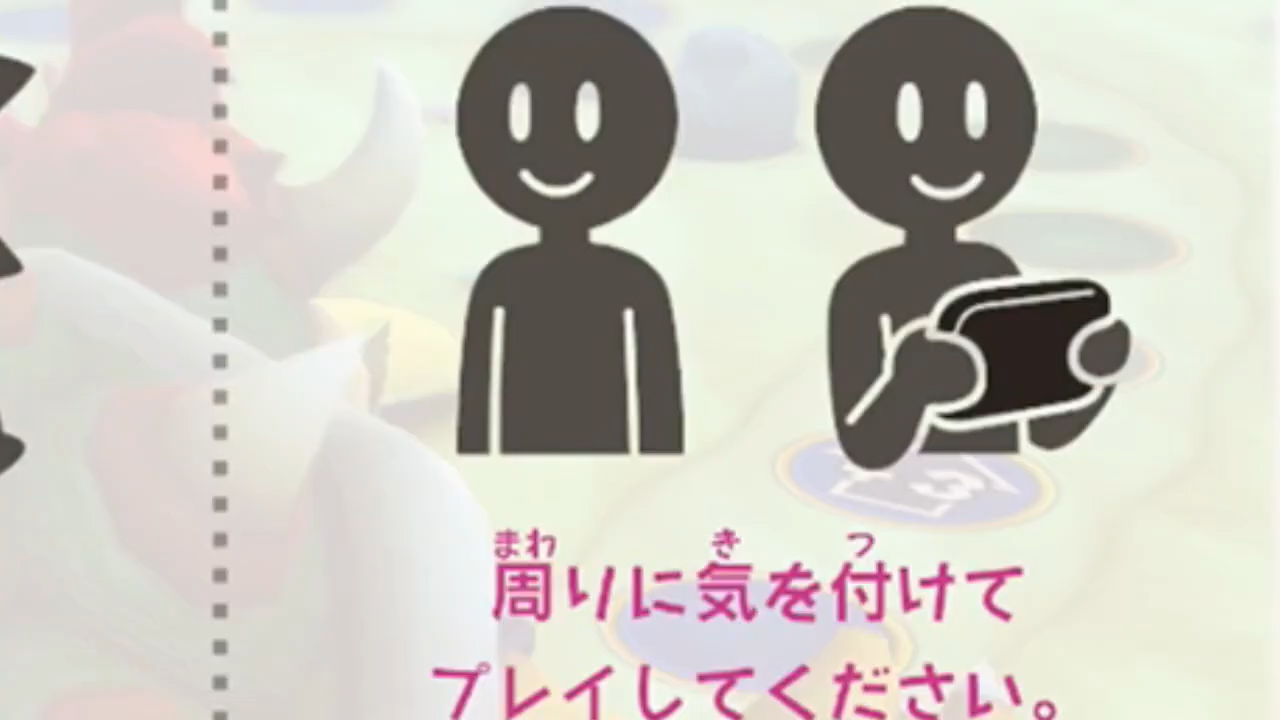 まわ き つ
周りに気を付けて
プレイしてください。